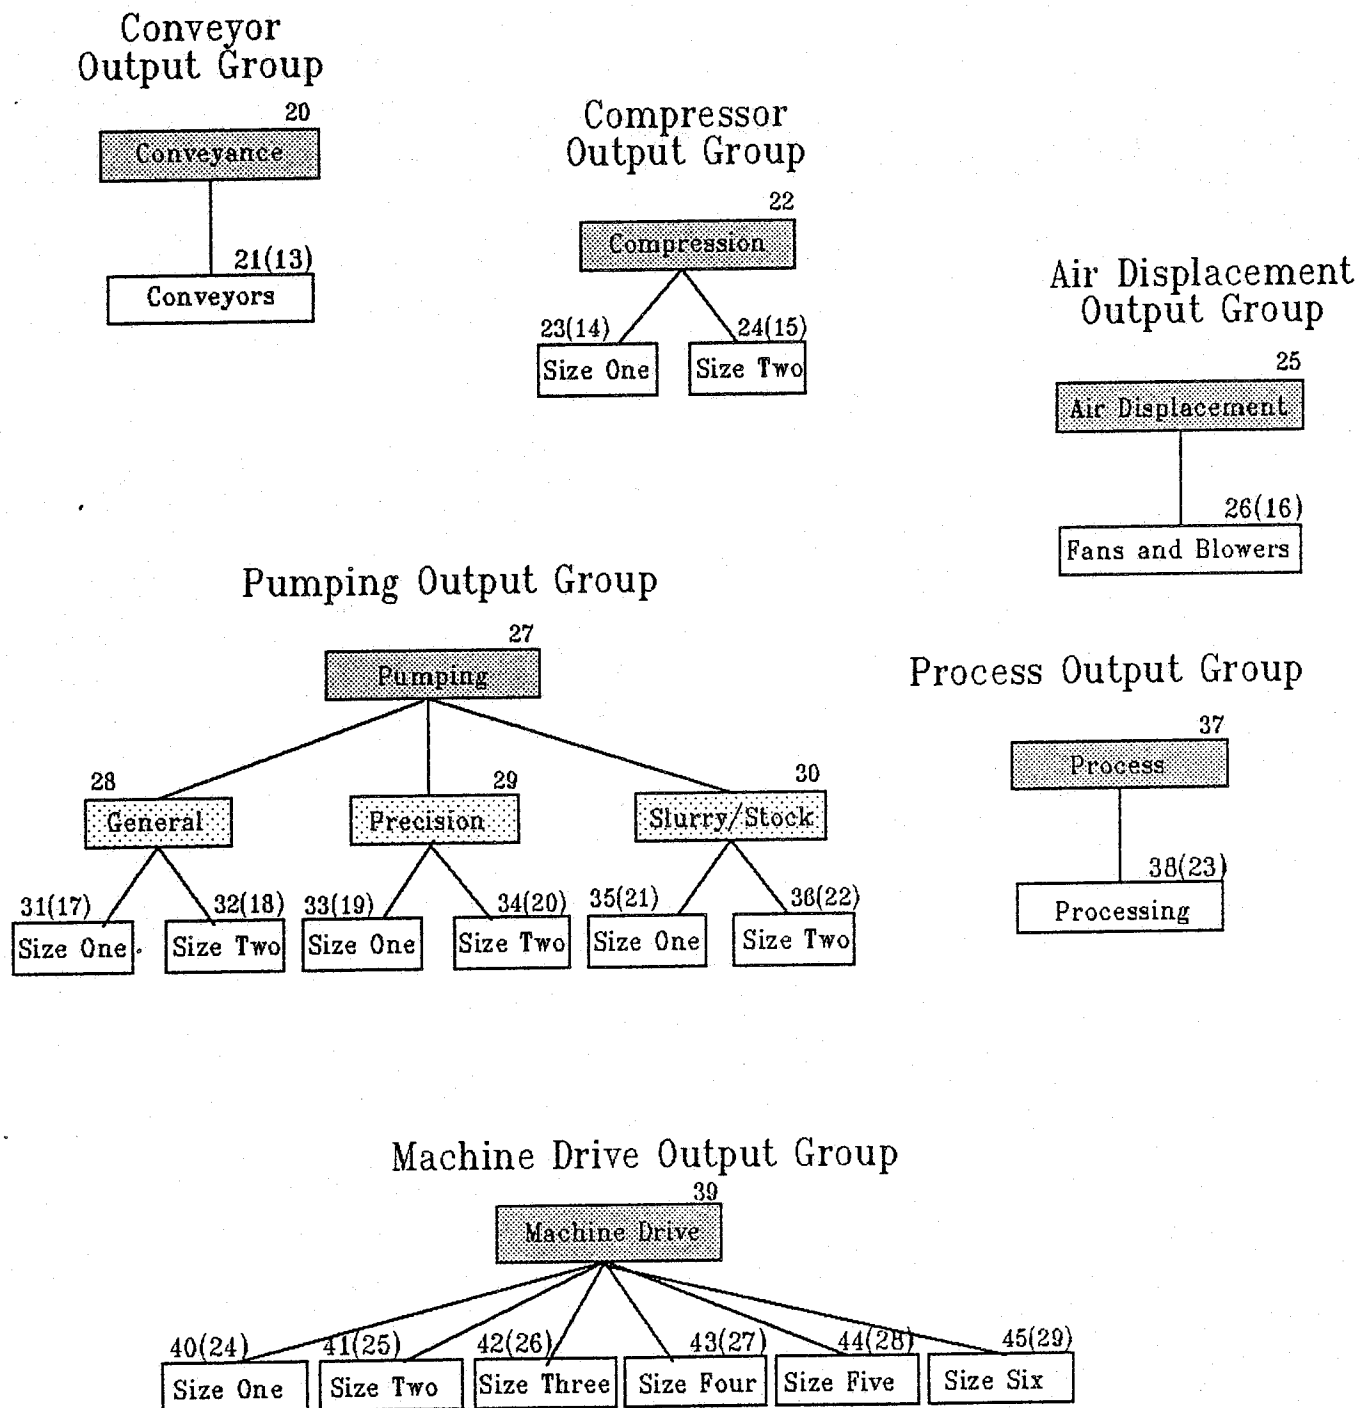 Conveyor
Output Group
20
Conveyance
21(13)
Conveyors
Compressor
Output Group
22
Compression
23(14) 24(15)
Size One Size Two
Air Displacement
Output Group
25
Air Displacement
26(16)
Fans and Blowers
Pumping Output Group
27
Pumping
28 29 30
General Precision Slurry/Stock
31(17) 32(18) 33(19) 34(20) 35(21) 36(22)
Size One Size Two Size One Size Two Size One Size Two
Process Output Group
37
Process
38(23)
Processing
Machine Drive Output Group
39
Machine Drive
40(24) 41(25) 42(26) 43(27) 44(28) 45(29)
Size One Size Two Size Three Size Four Size Five Size Six